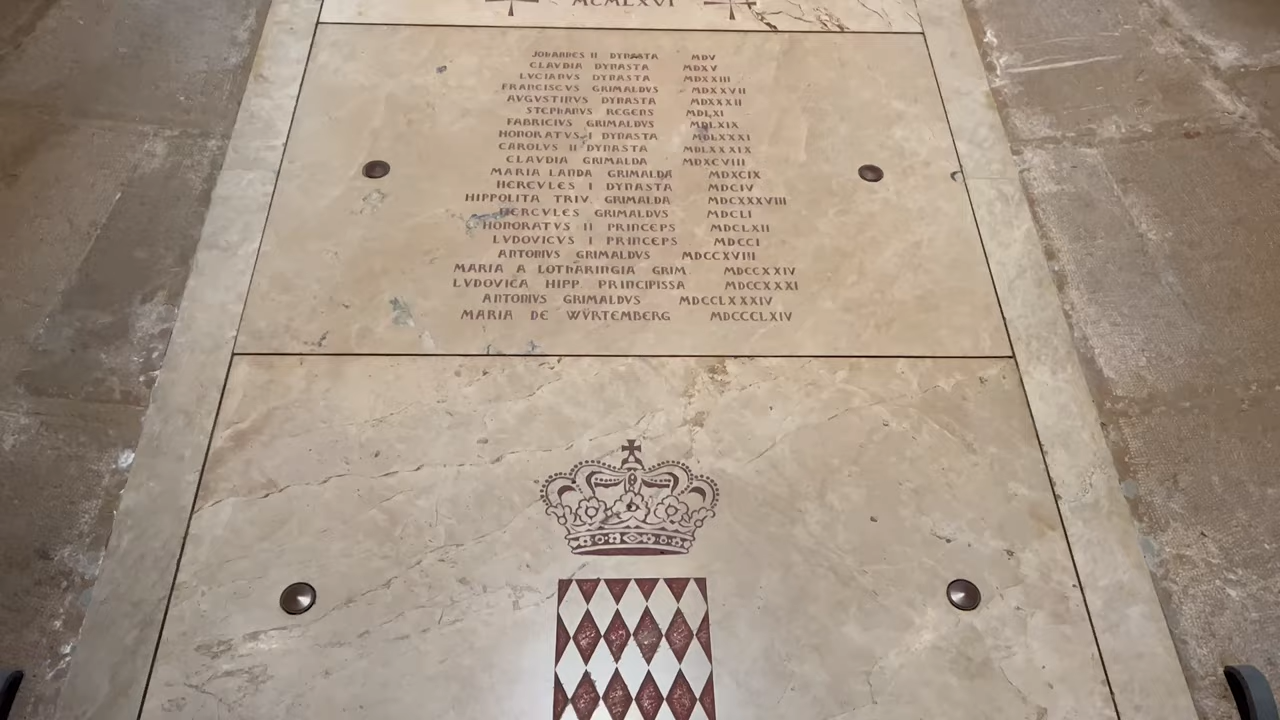 MCMLXVI
JOHANNES II DYNASTA MDV
CLAVDIA DYNASTA MDXV
LVCIANVS DYNASTA MDXXIII
FRANCISCVS GRIMALDVS MDXXVII
AVGVSTINVS DYNASTA MDXXXII
STEPHANVS REGENS MDLXI
FABRICIVS GRIMALDVS MDLXIX
HONORATVS I DYNASTA MDLXXXI
CAROLVS II DYNASTA MDLXXXIX
CLAVDIA GRIMALDA MDXCVIII
MARIA LANDA GRIMALDA MDXCIX
HERCVLES I DYNASTA MDCIV
HIPPOLITA TRIV. GRIMALDA MDCXXXVIII
HERCVLES GRIMALDVS MDCLI
HONORATVS II PRINCEPS MDCLXII
LVDOVICVS I PRINCEPS MDCCI
ANTONIVS GRIMALDVS MDCCXVIII
MARIA A LOTHARINGIA GRIM. MDCCXXIV
LVDOVICA HIPP. PRINCIPISSA MDCCXXXI
ANTONIVS GRIMALDVS MDCCLXXXIV
MARIA DE WÜRTEMBERG MDCCCLXIV